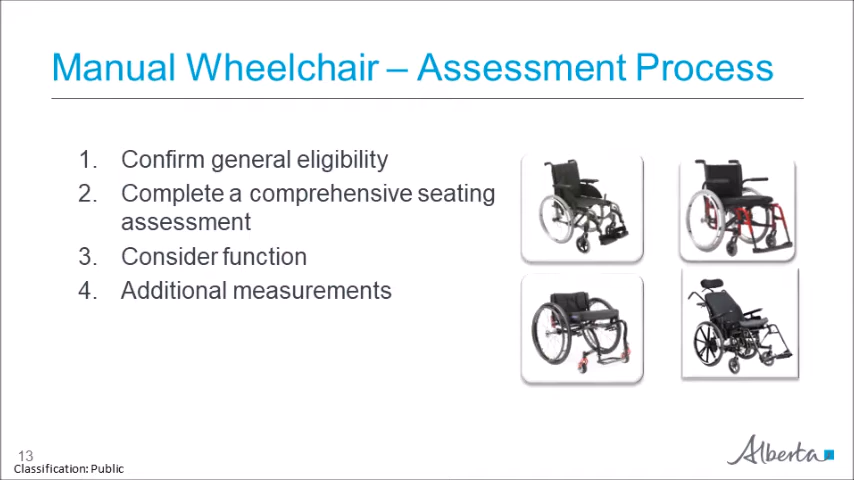 Manual Wheelchair – Assessment Process
1. Confirm general eligibility
2. Complete a comprehensive seating
assessment
3. Consider function
4. Additional measurements
13
Classification: Public
Alberta